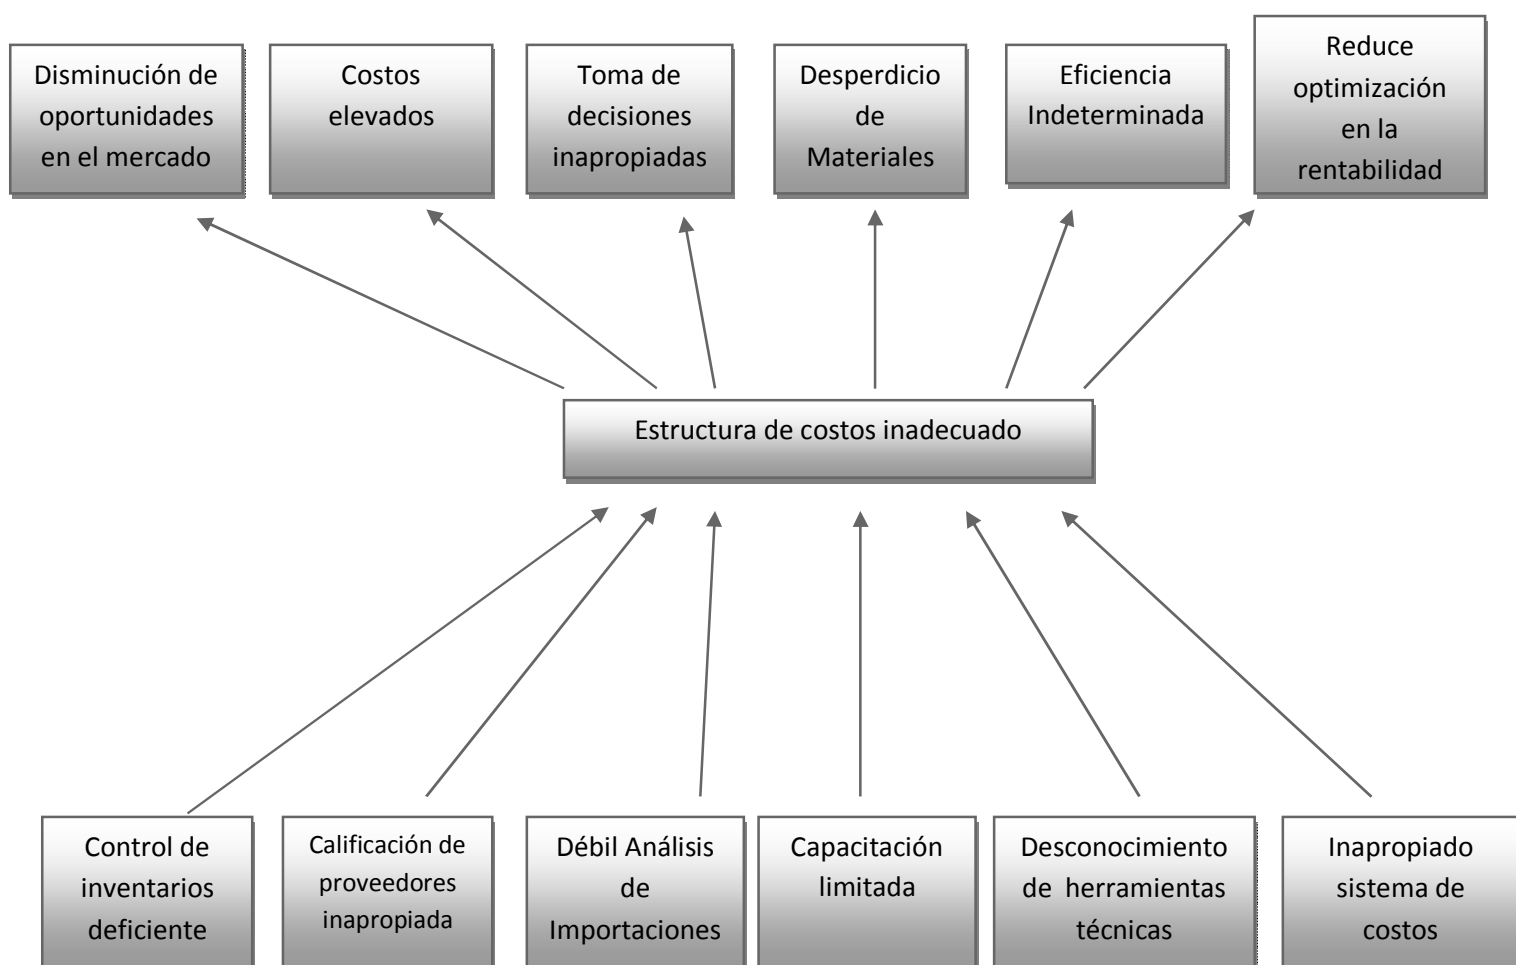 Disminución de
oportunidades
en el mercado
Costos
elevados
Toma de
decisiones
inapropiadas
Desperdicio
de
Materiales
Eficiencia
Indeterminada
Reduce
optimización
en la
rentabilidad
Estructura de costos inadecuado
Control de
inventarios
deficiente
Calificación de
proveedores
inapropiada
Débil Análisis
de
Importaciones
Capacitación
limitada
Desconocimiento
de herramientas
técnicas
Inapropiado
sistema de
costos